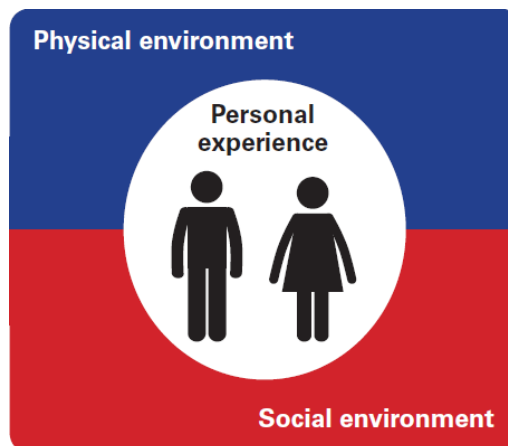 Physical environment
Personal
experience
Social environment